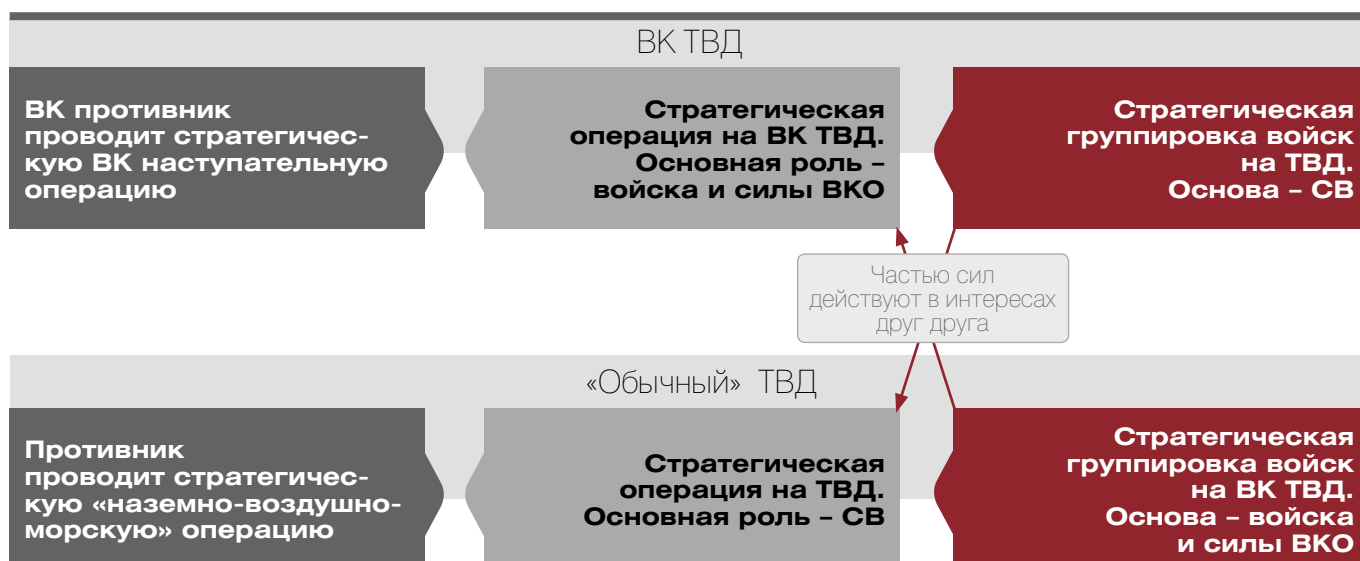 ВК ТВД
ВК противник
проводит стратегичес-
кую ВК наступательную
операцию
Стратегическая
операция на ВК ТВД.
Основная роль –
войска и силы ВКО
Стратегическая
группировка войск
на ТВД.
Основа – СВ
Частью сил
действуют в интересах
друг друга
«Обычный» ТВД
Противник
проводит стратегичес-
кую «наземно-воздушно-
морскую» операцию
Стратегическая
операция на ТВД.
Основная роль – СВ
Стратегическая
группировка войск
на ВК ТВД.
Основа – войска
и силы ВКО